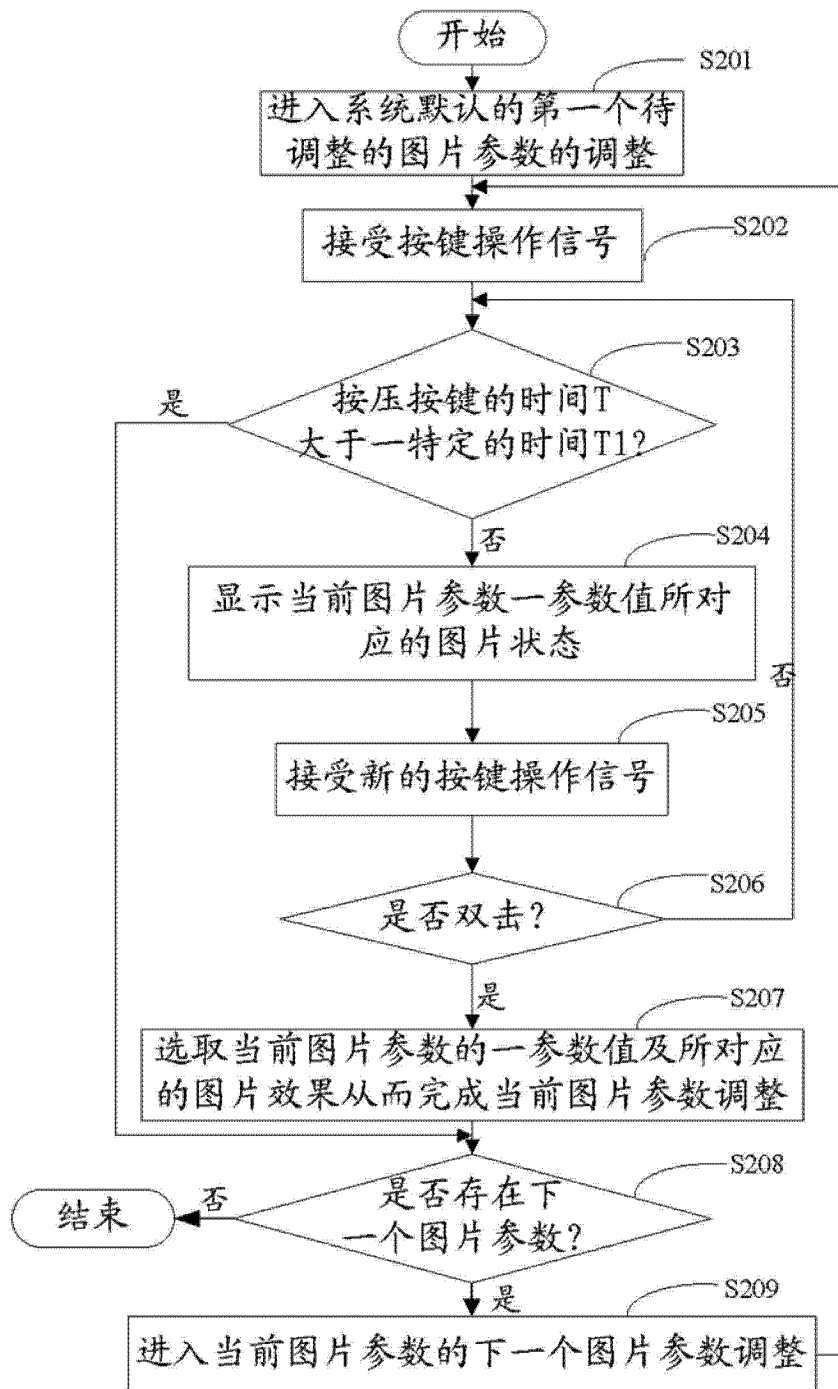 开始
S201
进入系统默认的第一个待
调整的图片参数的调整
S202
接受按键操作信号
S203
是
按压按键的时间T
大于一特定的时间T1?
否
S204
显示当前图片参数一参数值所对
应的图片状态
否
S205
接受新的按键操作信号
S206
是否双击?
是
S207
选取当前图片参数的一参数值及所对应
的图片效果从而完成当前图片参数调整
S208
是否存在下
一个图片参数?
否
结束
是
S209
进入当前图片参数的下一个图片参数调整